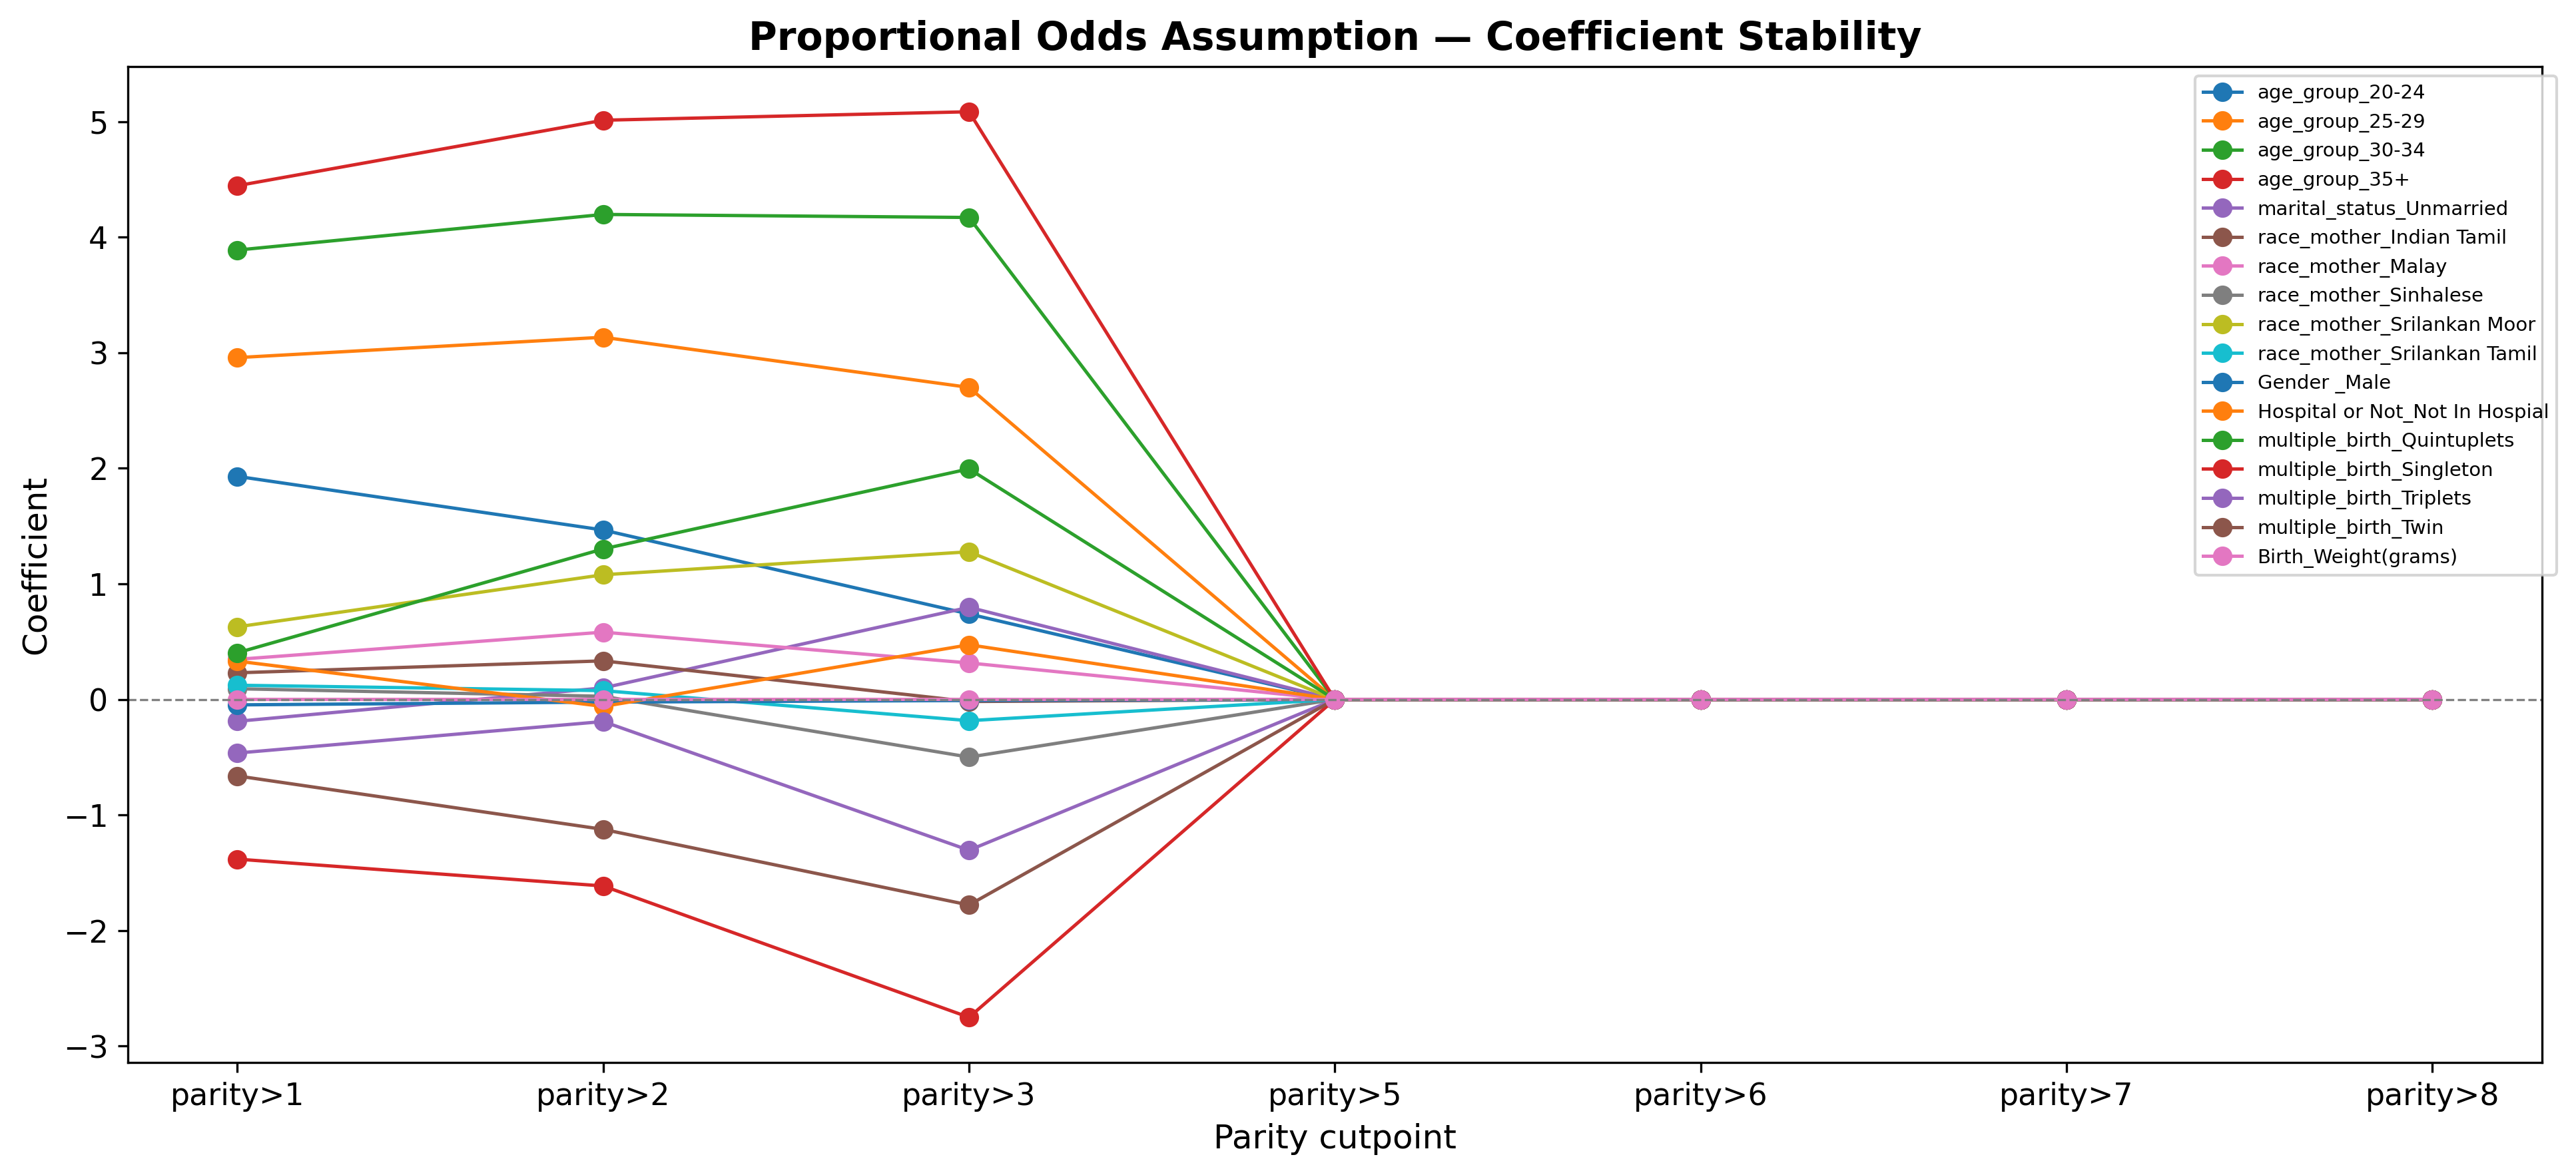 Proportional Odds Assumption — Coefficient Stability
5
4
3
2
1
0
−1
−2
−3
Coefficient
age_group_20-24
age_group_25-29
age_group_30-34
age_group_35+
marital_status_Unmarried
race_mother_Indian Tamil
race_mother_Malay
race_mother_Sinhalese
race_mother_Srilankan Moor
race_mother_Srilankan Tamil
Gender _Male
Hospital or Not_Not In Hospial
multiple_birth_Quintuplets
multiple_birth_Singleton
multiple_birth_Triplets
multiple_birth_Twin
Birth_Weight(grams)
parity>1 parity>2 parity>3 parity>5 parity>6 parity>7 parity>8
Parity cutpoint